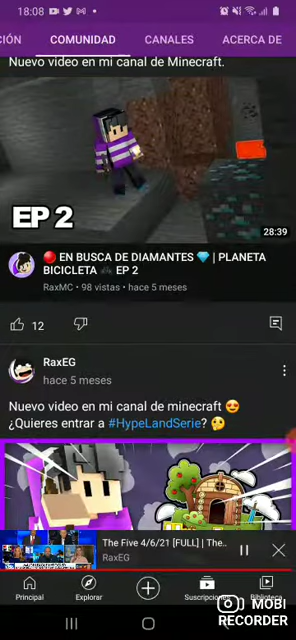 18:08
CIÓN COMUNIDAD CANALES ACERCA DE
Nuevo video en mi canal de Minecraft.
EP 2
28:39
🔴 EN BUSCA DE DIAMANTES 💎 | PLANETA
BICICLETA 🚲 EP 2
RaxMC • 98 vistas • hace 5 meses
12
RaxEG
hace 5 meses
Nuevo video en mi canal de minecraft 😍
¿Quieres entrar a #HypeLandSerie? 🤔
The Five 4/6/21 [FULL] | The..
RaxEG
Principal Explorar Suscripciones Biblioteca
MOBI
RECORDER